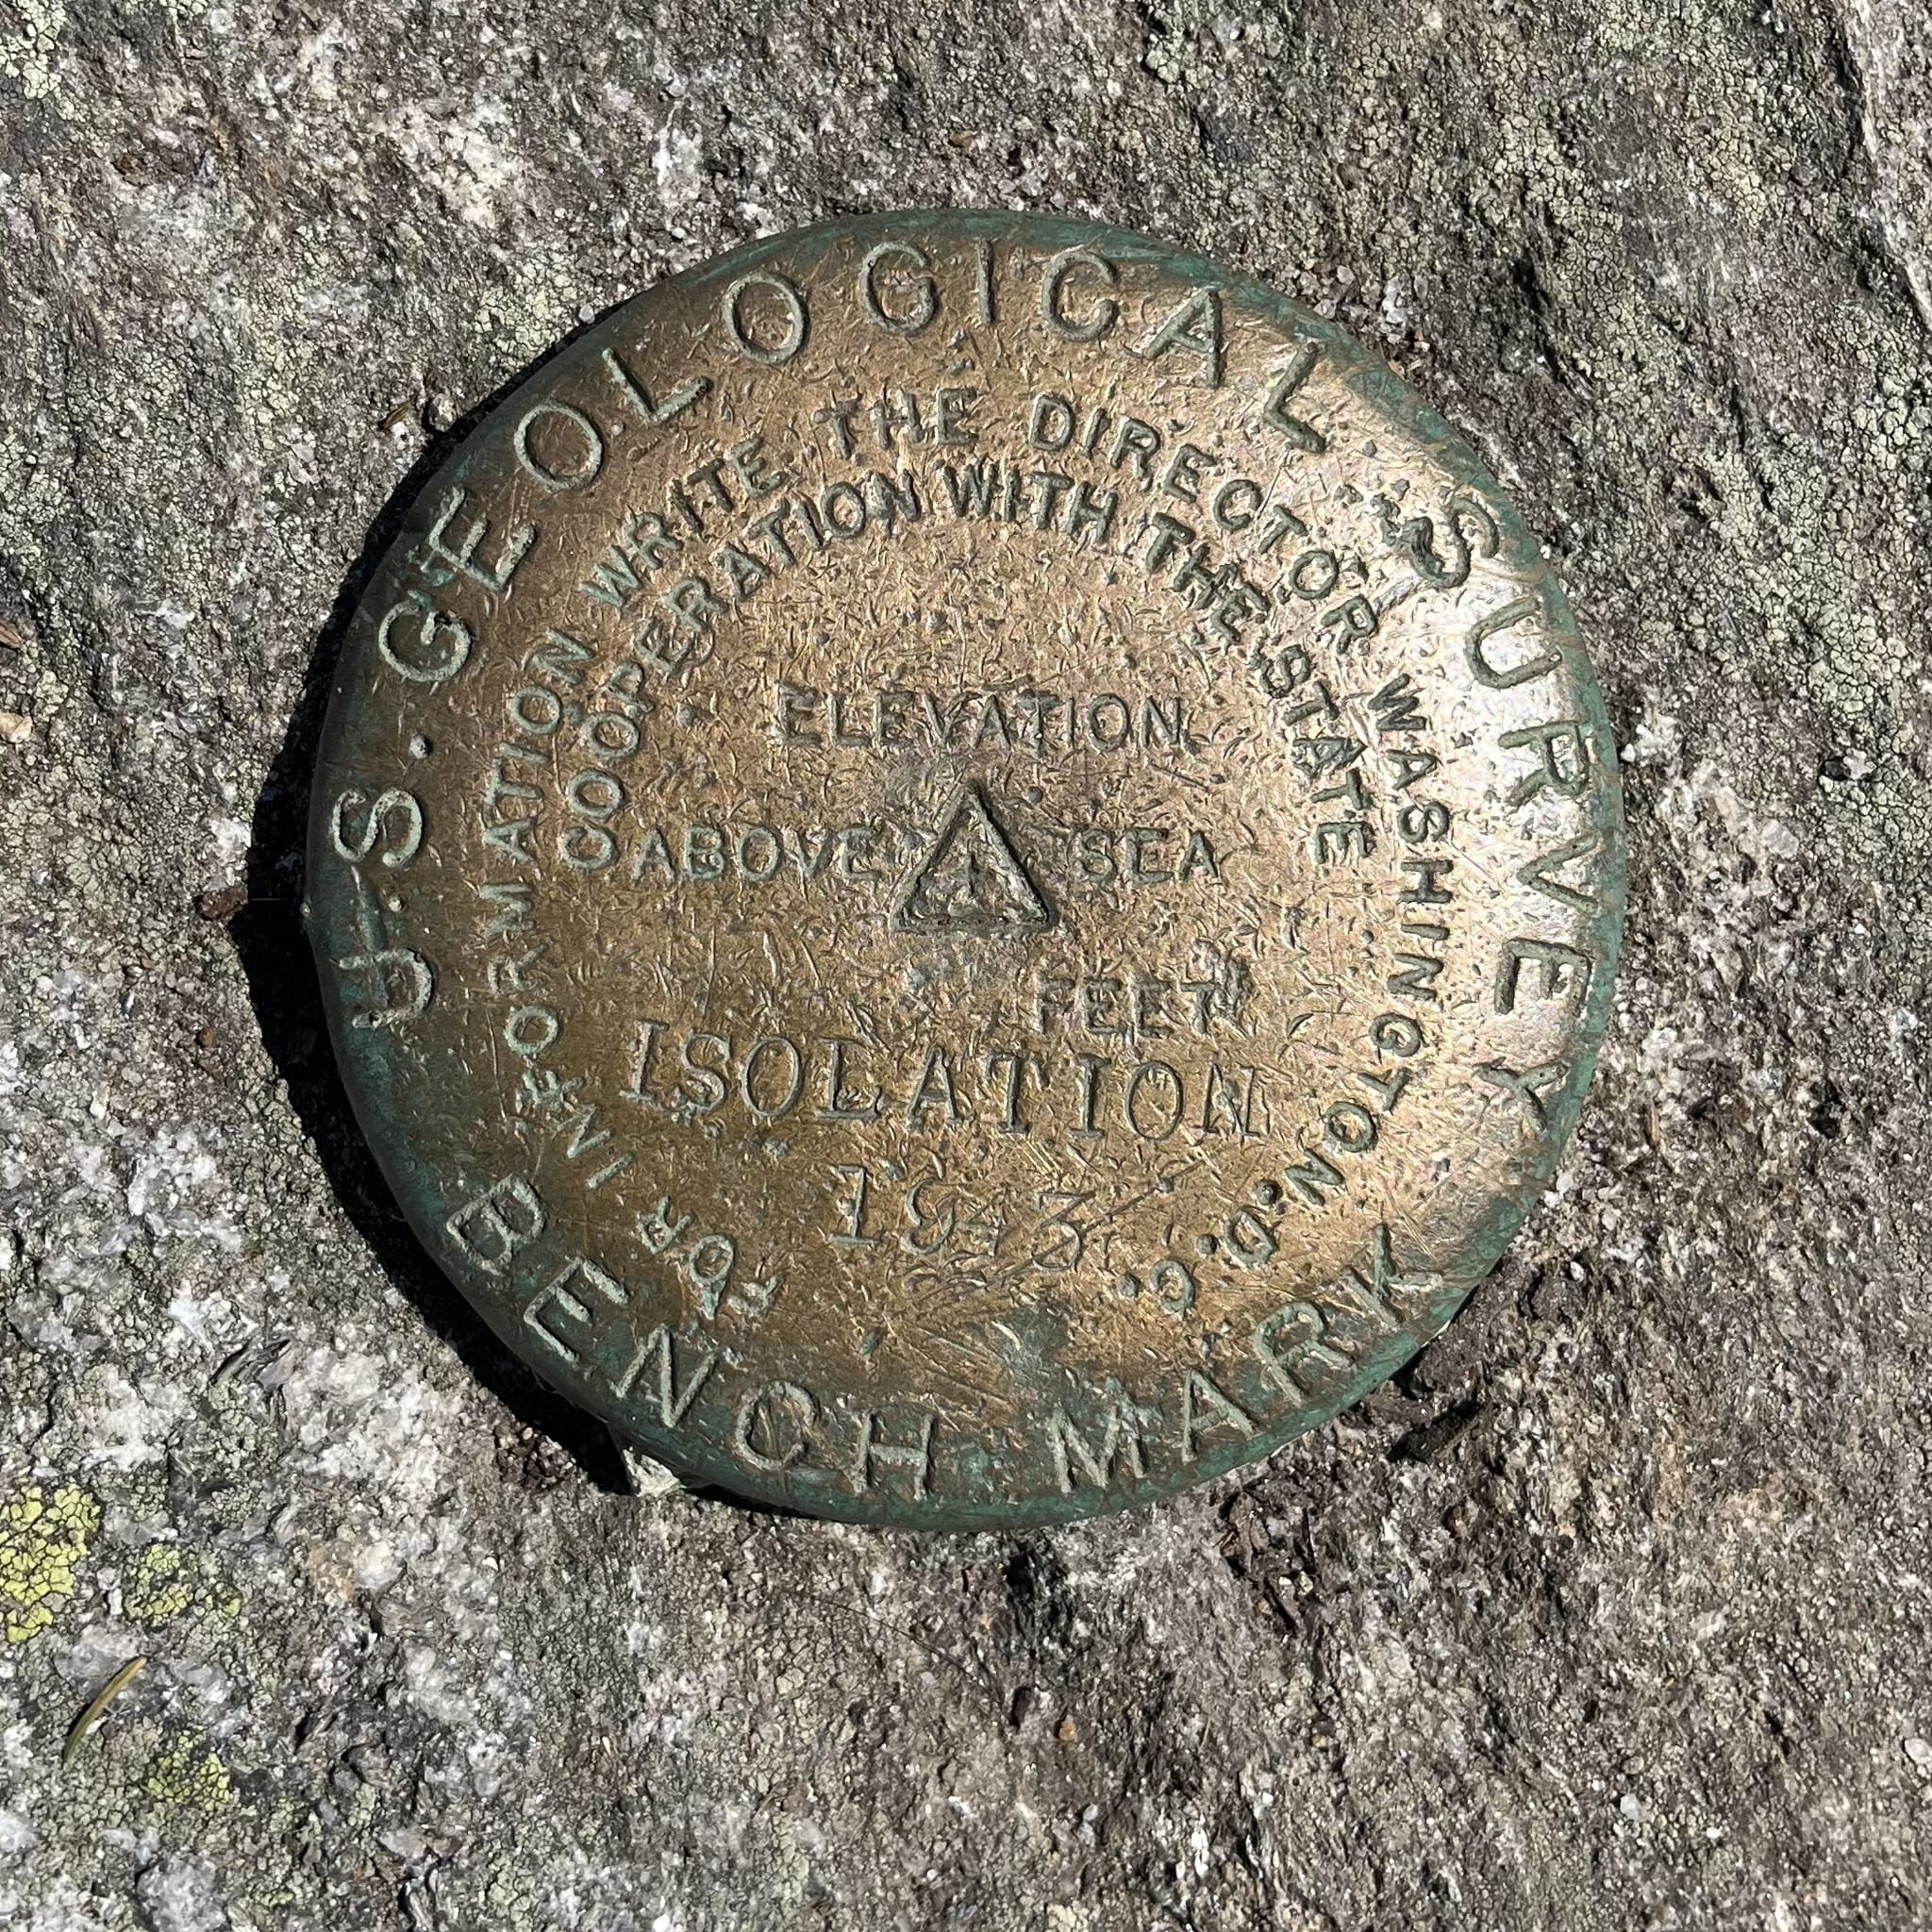 U.S. GEOLOGICAL SURVEY
FOR INFORMATION WRITE THE DIRECTOR WASHINGTON, D.C.
COOPERATION WITH THE STATE
ELEVATION
ABOVE SEA
FEET
ISOLATION
1943
BENCH MARK